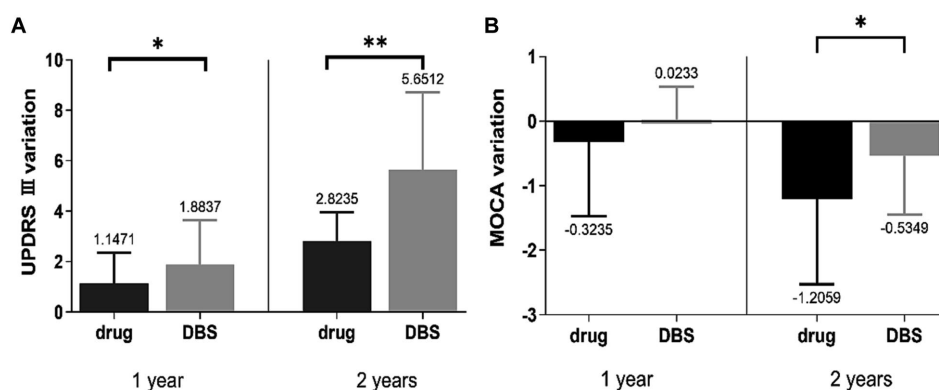 A
UPDRS III variation
10
8
6
4
2
0
*
**
1.1471
1.8837
2.8235
5.6512
drug
DBS
drug
DBS
1 year
2 years
B
MOCA variation
1
0
-1
-2
-3
*
0.0233
-0.3235
-1.2059
-0.5349
drug
DBS
drug
DBS
1 year
2 years